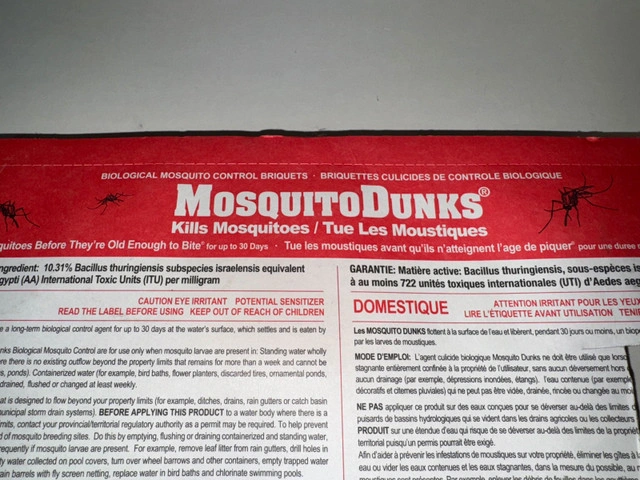 BIOLOGICAL MOSQUITO CONTROL BRIQUETS · BRIQUETTES CULICIDES DE CONTROLE BIOLOGIQUE
MOSQUITODUNKS®
Kills Mosquitoes / Tue Les Moustiques
Before They're Old Enough to Bite® for up to 30 Days · Tue les moustiques avant qu'ils n'atteignent l'age de piquer® pour une
10.31% Bacillus thuringiensis subspecies israelensis equivalent
(AA) International Toxic Units (ITU) per milligram
CAUTION EYE IRRITANT POTENTIAL SENSITIZER
READ THE LABEL BEFORE USING KEEP OUT OF REACH OF CHILDREN
a long-term biological control agent for up to 30 days at the water's surface, which settles and is eaten by
Biological Mosquito Control are for use only when mosquito larvae are present in: Standing water wholly
there is no existing outflow beyond the property limits that remains for more than a week and cannot be
ponds). Containerized water (for example, bird baths, flower planters, discarded tires, ornamental ponds,
drained, flushed or changed at least weekly.
is designed to flow beyond your property limits (for example, ditches, drains, rain gutters or catch basin
storm drain systems). BEFORE APPLYING THIS PRODUCT to a water body where there is a
contact your provincial/territorial regulatory authority as a permit may be required. To help prevent
of mosquito breeding sites. Do this by emptying, flushing or draining containerized and standing water,
if mosquito larvae are present. For example, remove leaf litter from rain gutters, drill holes in
water collected on pool covers, turn over wheel barrows and other containers, empty trapped water
barrels with fly screen netting, replace water in bird baths and chlorinate swimming pools.
GARANTIE: Matière active: Bacillus thuringiensis, sous-espèces
à au moins 722 unités toxiques internationales (UTI) d'Aedes
DOMESTIQUE
ATTENTION IRRITANT POUR LES
LIRE L'ÉTIQUETTE AVANT UTILISATION
Les MOSQUITO DUNKS flottent à la surface de l'eau et libèrent, pendant 30 jours ou moins, un
par les larves de moustiques.
MODE D'EMPLOI: L'agent culicide biologique Mosquito Dunks ne doit être utilisé que
stagnante entièrement confinée à la propriété de l'utilisateur, sans aucun déversement hors
aucun drainage (par exemple, dépressions inondées, étangs). L'eau contenue (par
décoratifs et citernes pluviales) qui ne peut pas être vidée, drainée, rincée ou changée au
NE PAS appliquer ce produit sur des eaux conçues pour se déverser au-delà des limites
puisards de bassins hydrologiques qui se vident dans les drains agricoles ou les collecteurs
PRODUIT sur une étendue d'eau qui risque de se déverser au-delà des limites de la
territorial puisqu'un permis pourrait être exigé.
Afin d'aider à prévenir les infestations de moustiques sur votre propriété, éliminer les gîtes à
eau ou vider les eaux contenues et les eaux stagnantes, dans la mesure du possible,